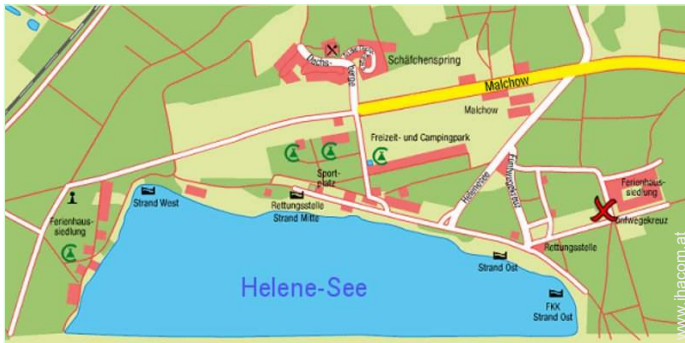 Schäfchenspring
Malchow
Malchow
Freizeit- und Campingpark
Sport-
platz
Helenesee
Fünfwegekreuz
Ferienhaus-
siedlung
Rettungsstelle
Strand West
Rettungsstelle
Strand Mitte
Ferienhaus-
siedlung
Strand Ost
FKK
Strand Ost
Helene-See
www.ihacom.at